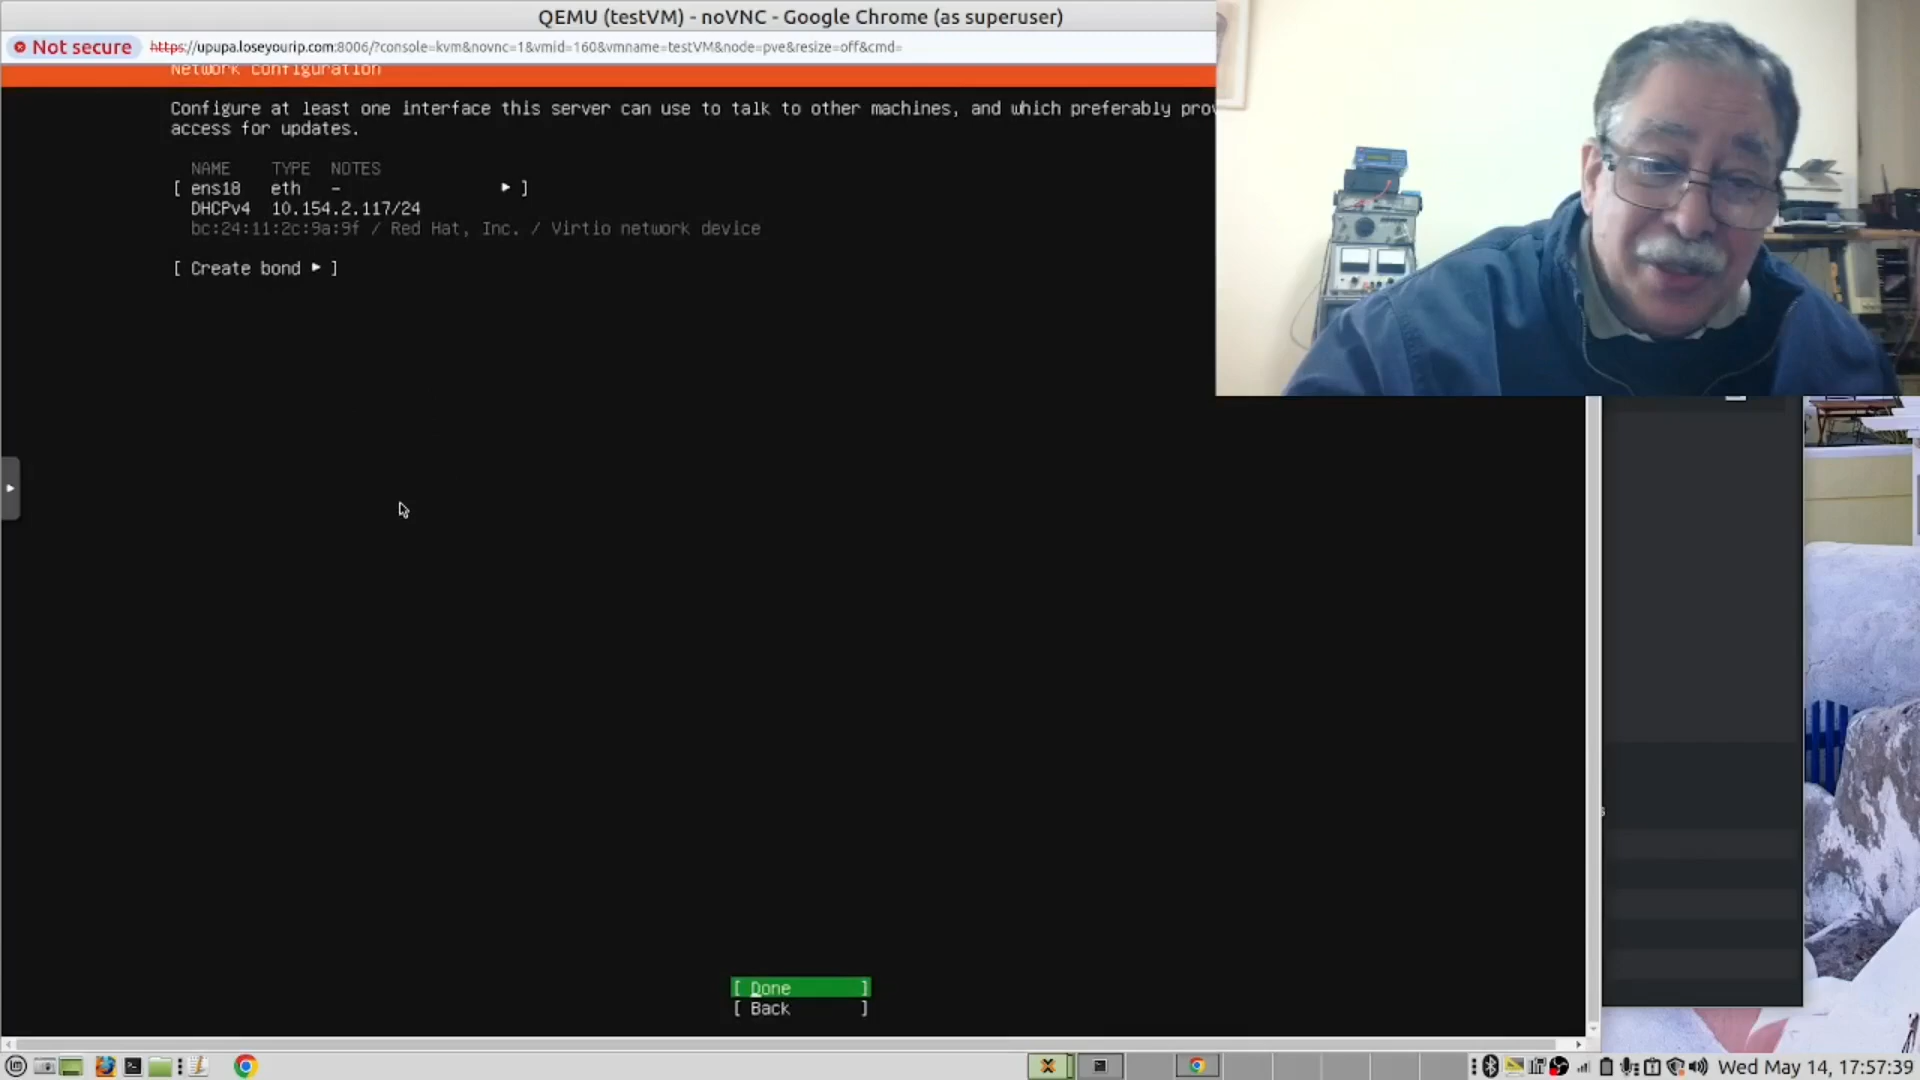 QEMU (testVM) - noVNC - Google Chrome (as superuser)
Not secure https://upupa.loseyourip.com:8006/?console=kvm&novnc=1&vmid=160&vmname=testVM&node=pve&resize=off&cmd=
Network configuration
Configure at least one interface this server can use to talk to other machines, and which preferably prov
access for updates.
NAME TYPE NOTES
[ ens18 eth - ▸ ]
DHCPv4 10.154.2.117/24
bc:24:11:2c:9a:9f / Red Hat, Inc. / Virtio network device
[ Create bond ▸ ]
[ Done ]
[ Back ]
Wed May 14, 17:57:39